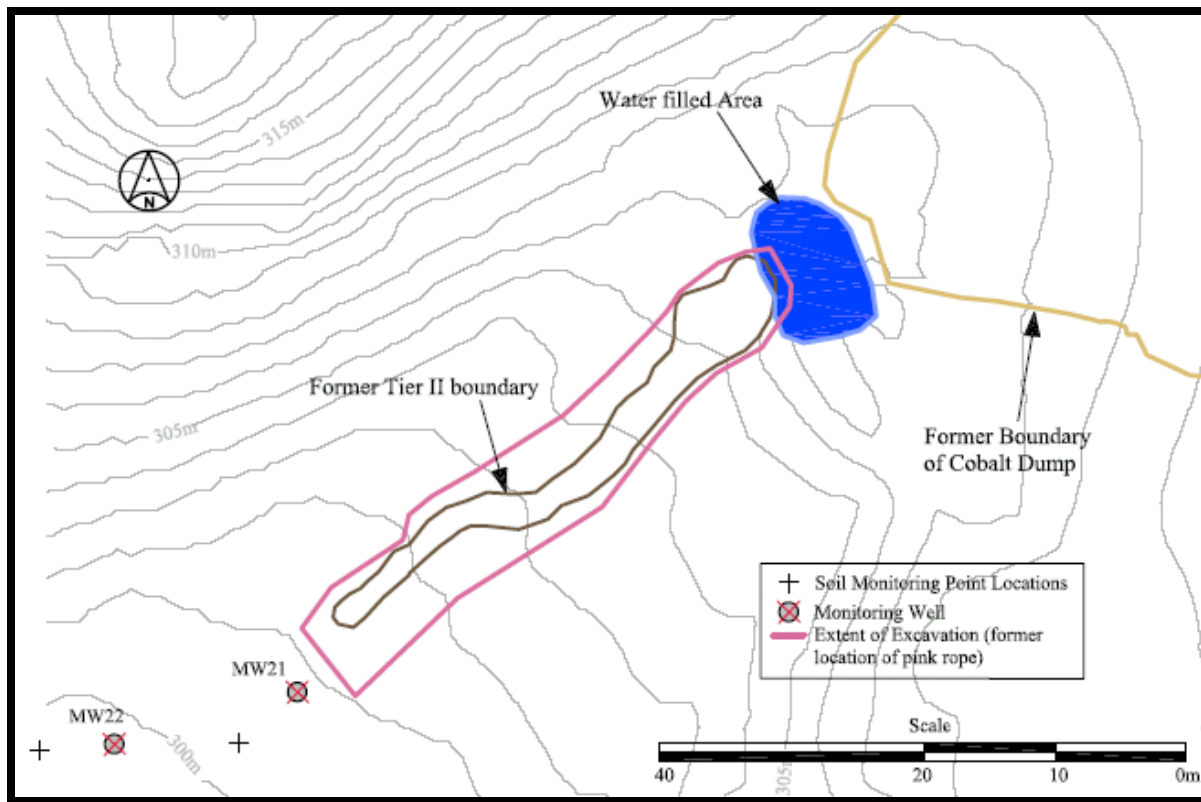 Water filled Area
315m
N
310m
Former Tier II boundary
305m
Former Boundary
of Cobalt Dump
Soil Monitoring Point Locations
Monitoring Well
Extent of Excavation (former
location of pink rope)
MW21
MW22
300m
Scale
305m
40 20 10 0m